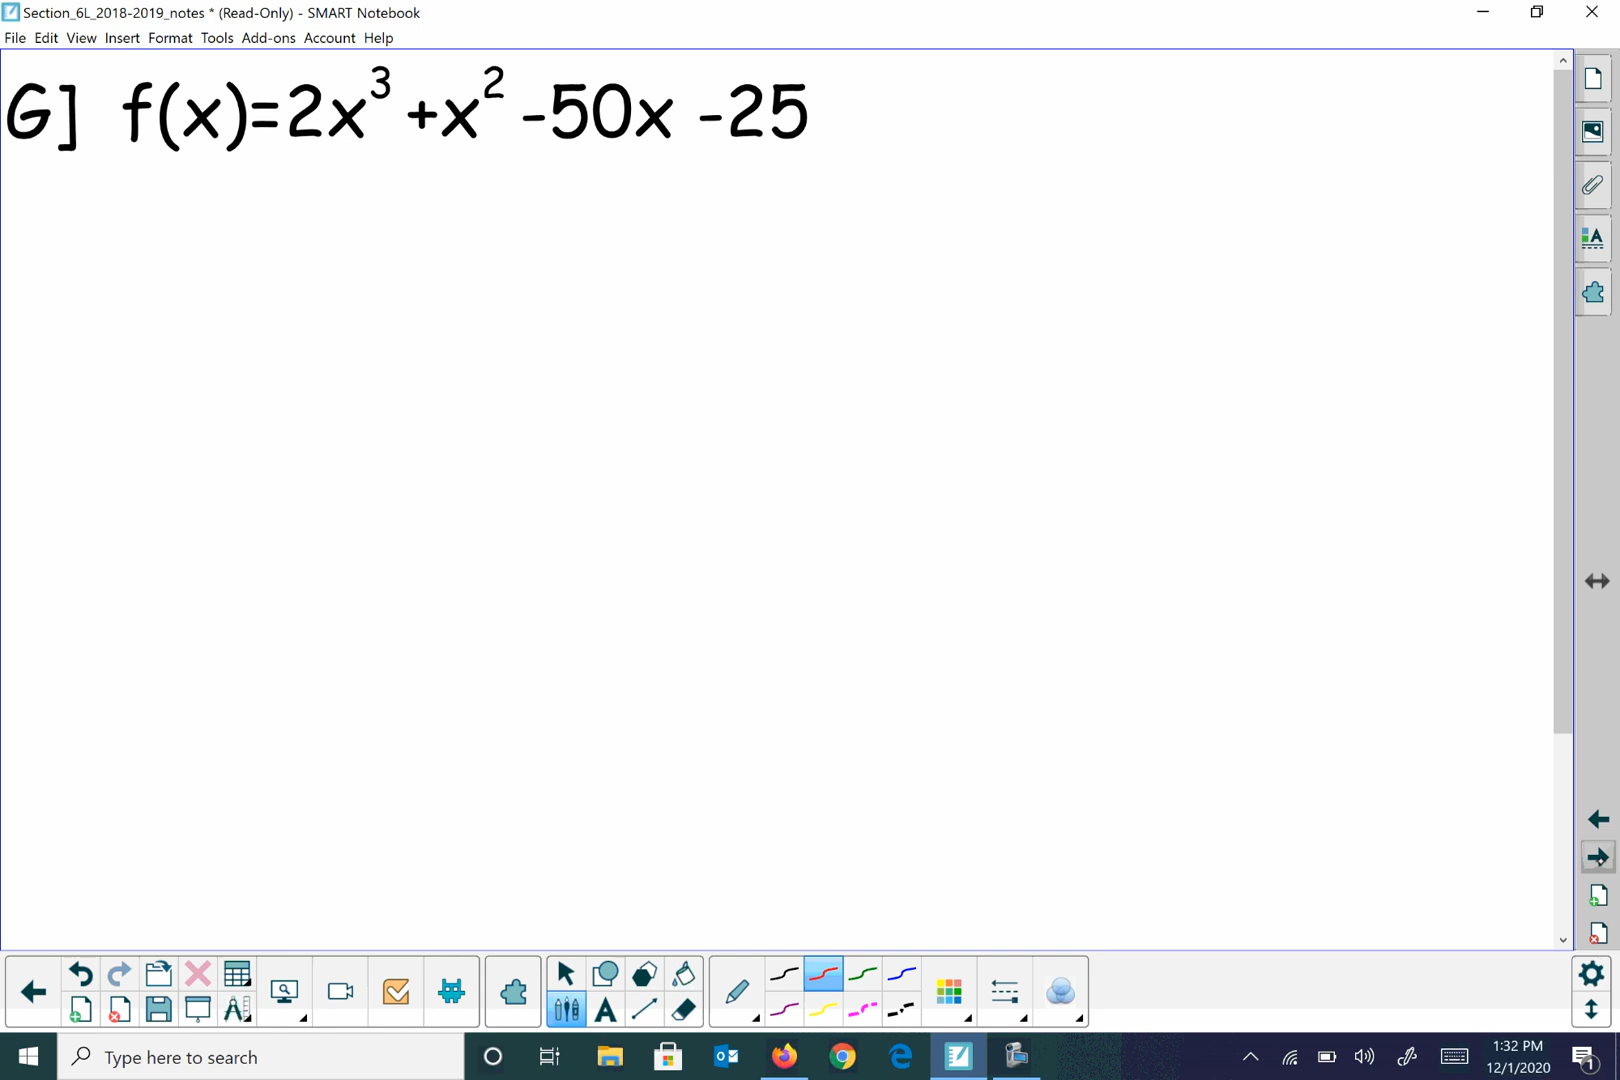 Section_6L_2018-2019_notes * (Read-Only) - SMART Notebook
File Edit View Insert Format Tools Add-ons Account Help
G] f(x)=2x³ +x² -50x -25
Type here to search
1:32 PM
12/1/2020
1